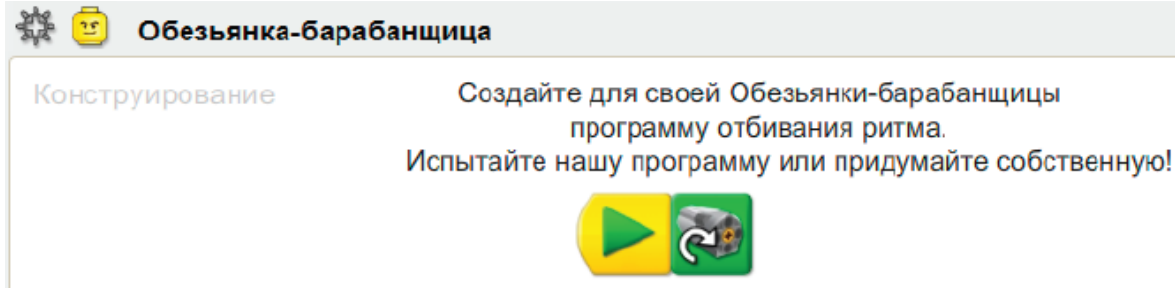 Обезьянка-барабанщица
Конструирование
Создайте для своей Обезьянки-барабанщицы
программу отбивания ритма.
Испытайте нашу программу или придумайте собственную!